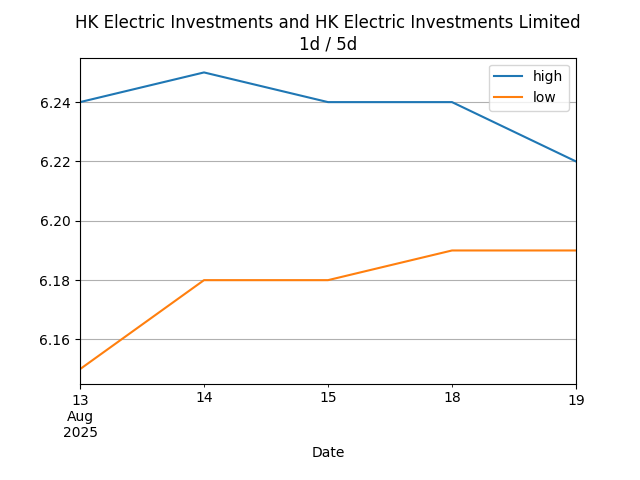 HK Electric Investments and HK Electric Investments Limited
1d / 5d
high
low
6.24
6.22
6.20
6.18
6.16
13
Aug
2025
14
15
18
19
Date